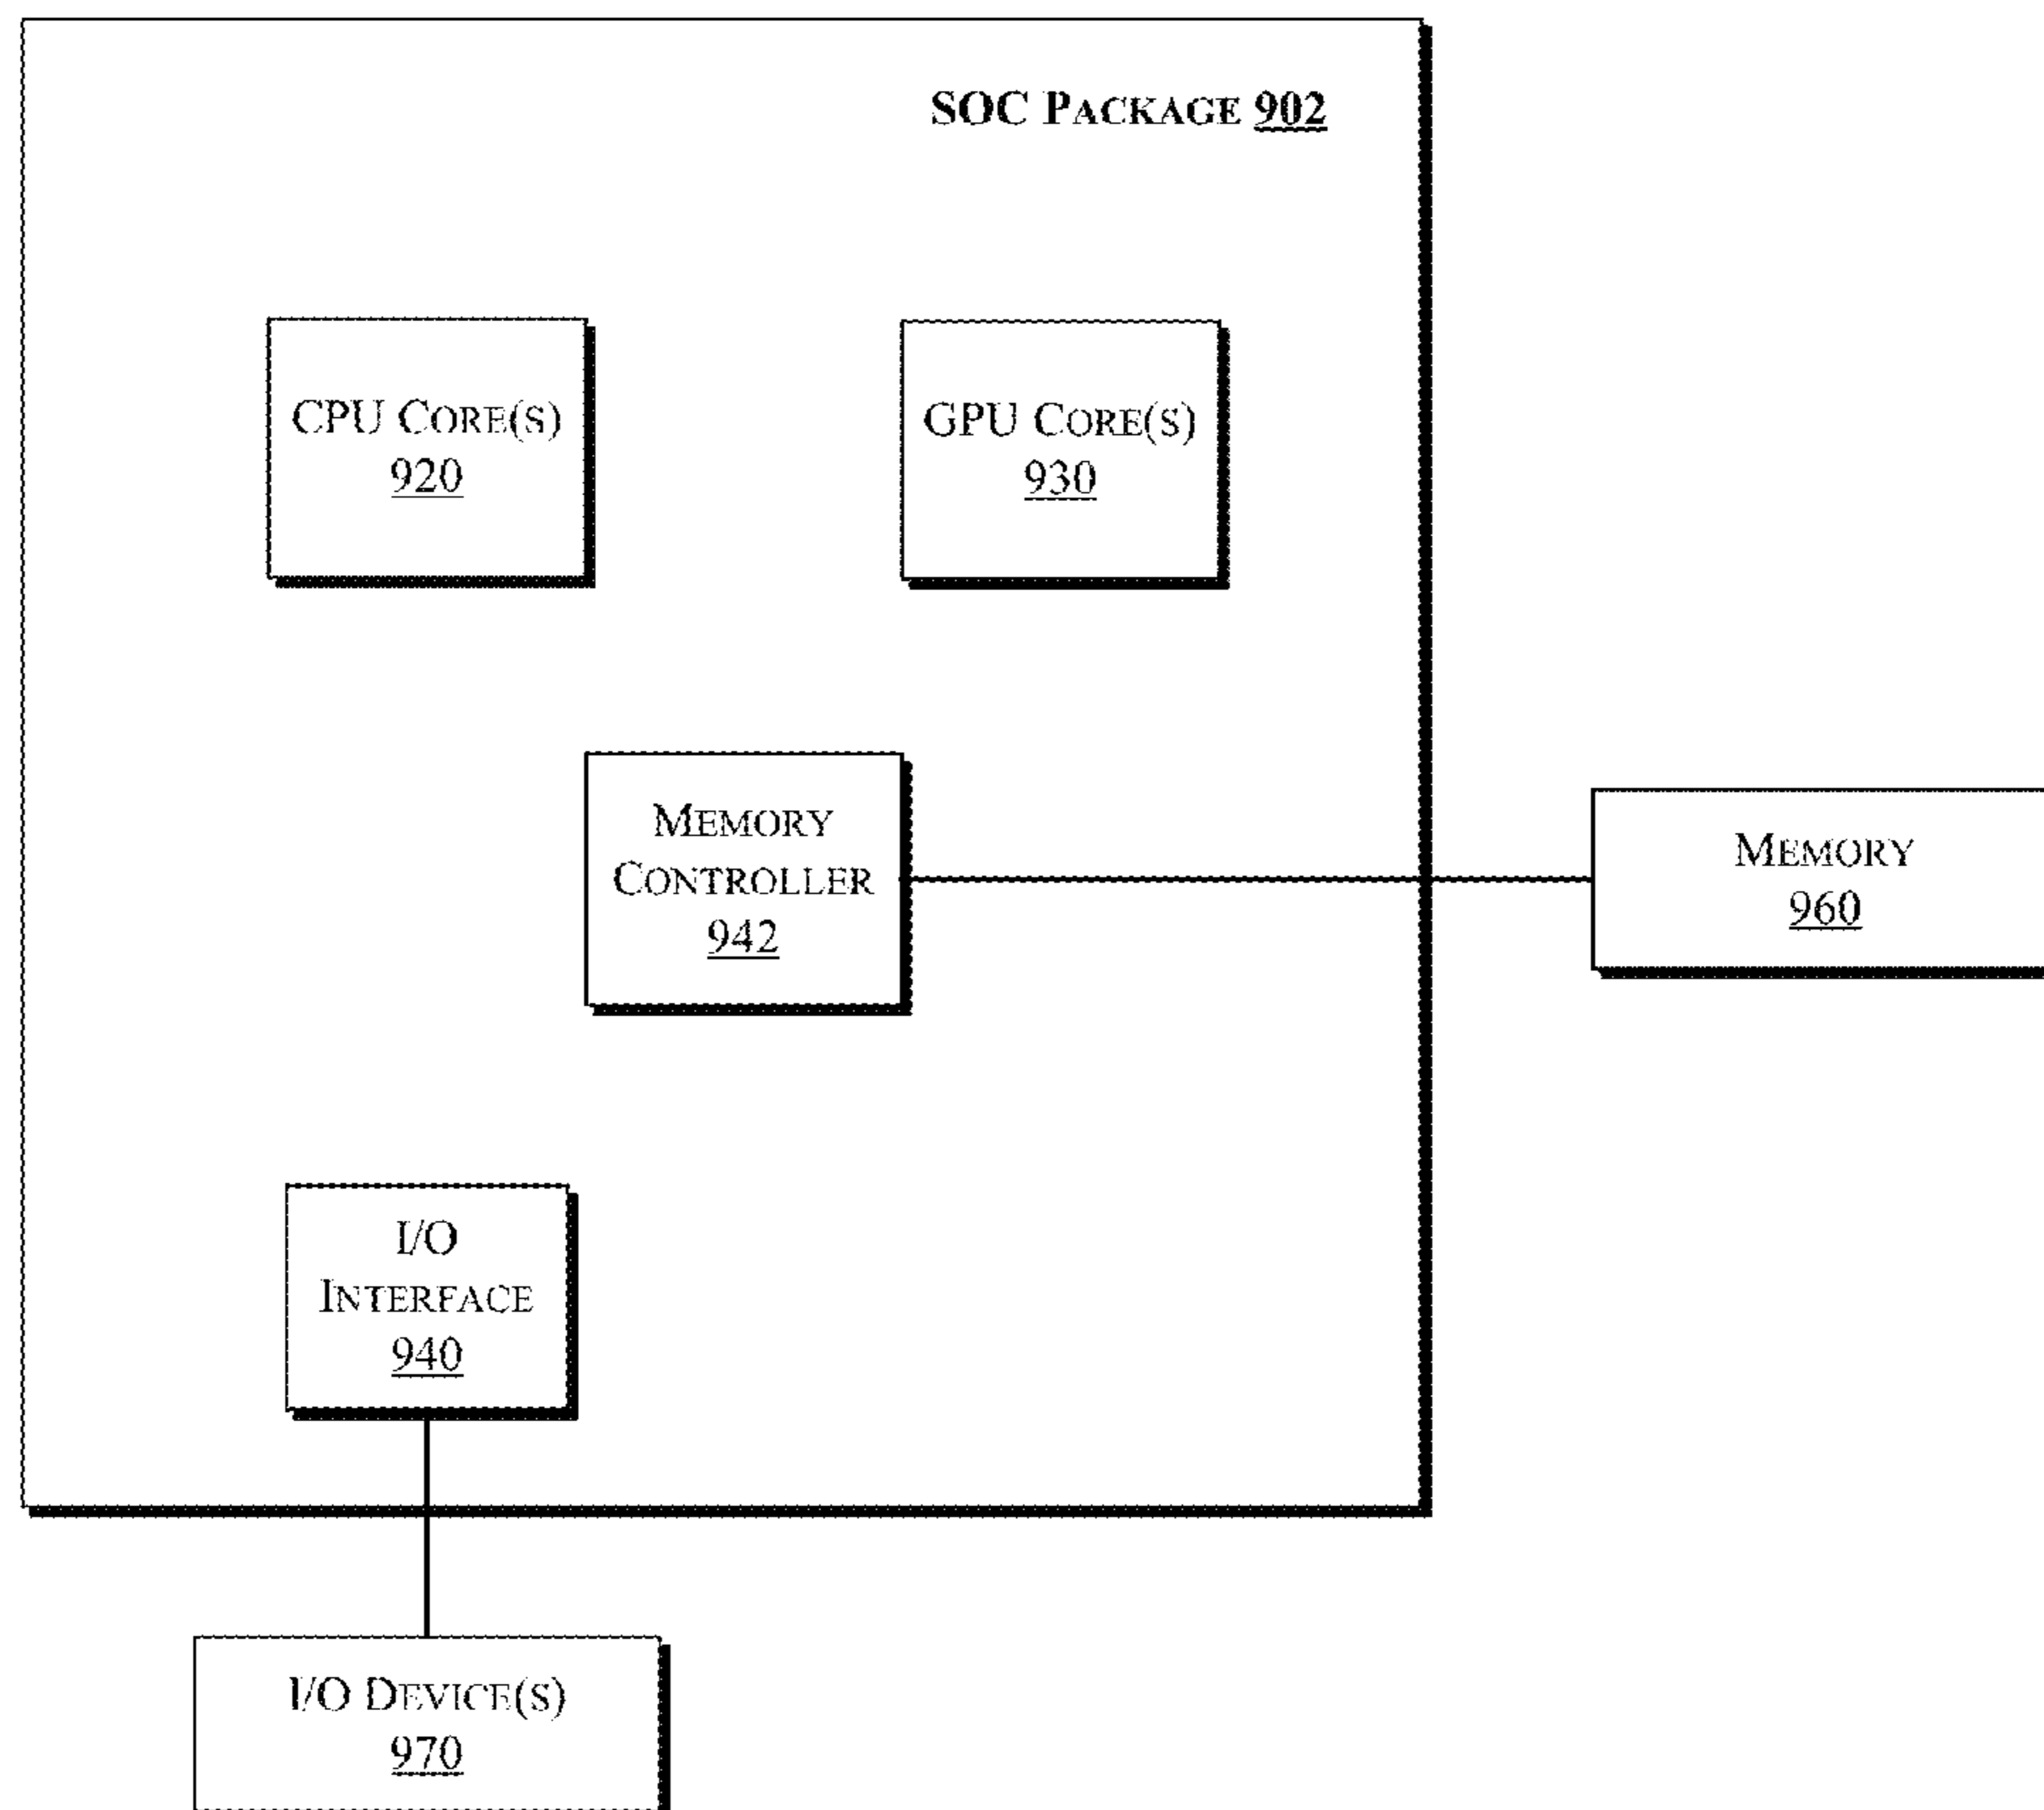 SOC PACKAGE 902
CPU CORE(S)
920
GPU CORE(S)
930
MEMORY
CONTROLLER
942
MEMORY
960
I/O
INTERFACE
940
I/O DEVICE(S)
970